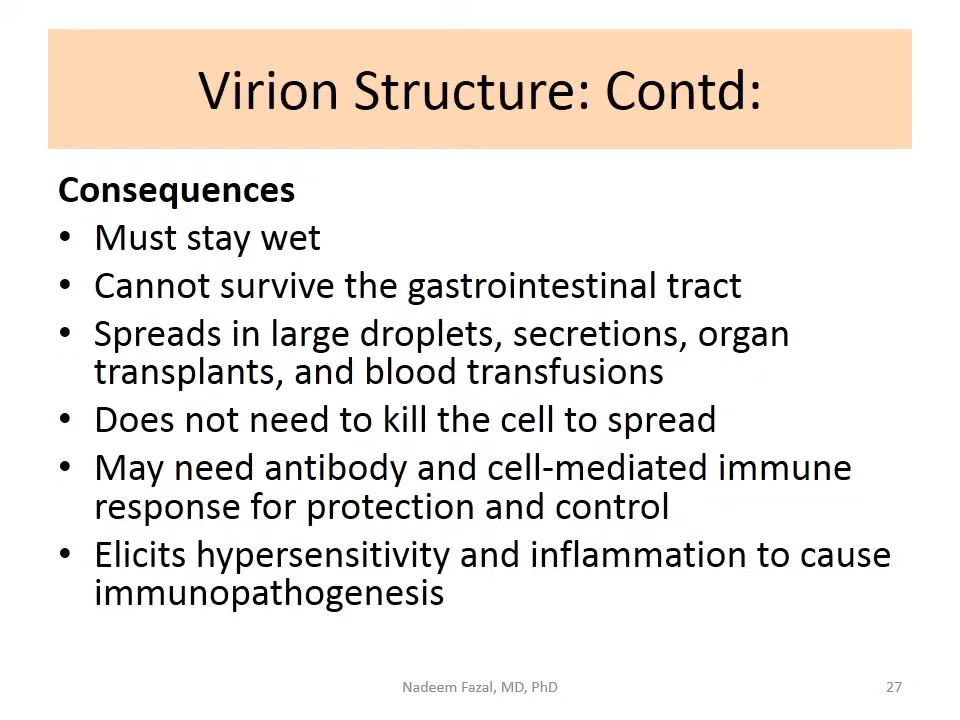 Virion Structure: Contd:
Consequences
• Must stay wet
• Cannot survive the gastrointestinal tract
• Spreads in large droplets, secretions, organ
transplants, and blood transfusions
• Does not need to kill the cell to spread
• May need antibody and cell-mediated immune
response for protection and control
• Elicits hypersensitivity and inflammation to cause
immunopathogenesis
Nadeem Fazal, MD, PhD
27